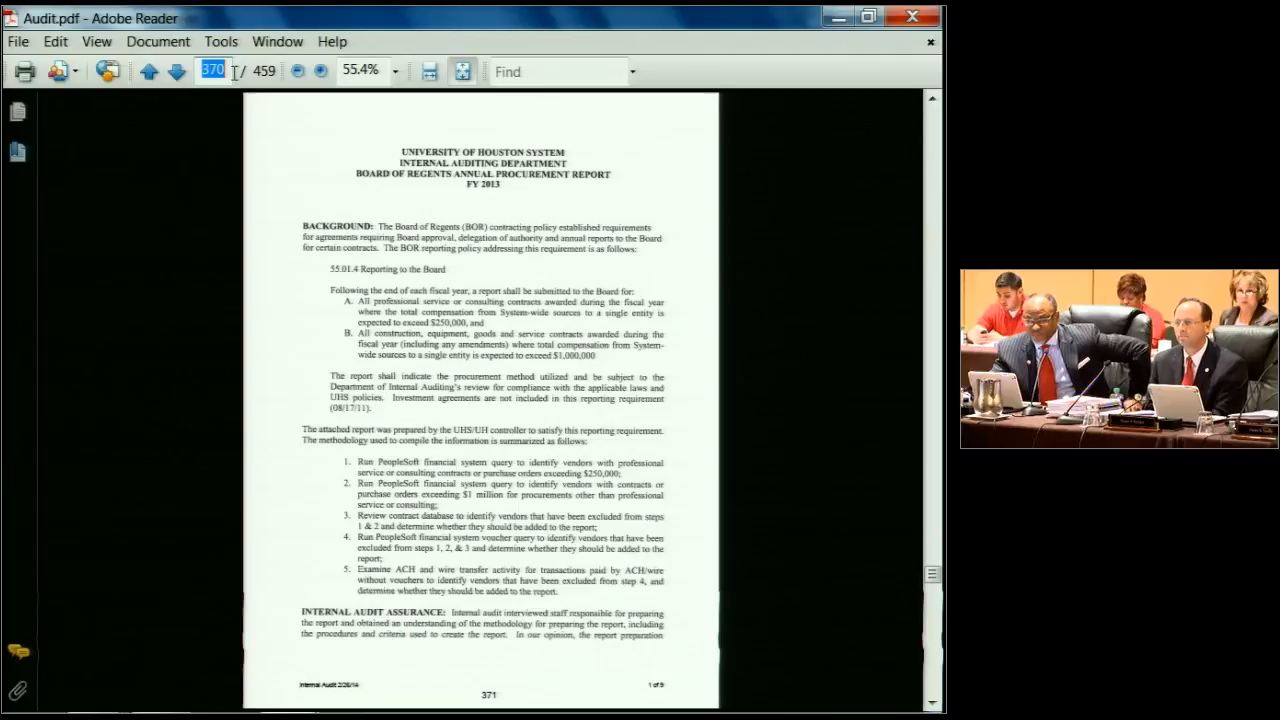 Audit.pdf - Adobe Reader
File Edit View Document Tools Window Help
370 / 459 55.4% Find
UNIVERSITY OF HOUSTON SYSTEM
INTERNAL AUDITING DEPARTMENT
BOARD OF REGENTS ANNUAL PROCUREMENT REPORT
FY 2013
BACKGROUND: The Board of Regents (BOR) contracting policy established requirements
for agreements requiring Board approval, delegation of authority and annual reports to the Board
for certain contracts. The BOR reporting policy addressing this requirement is as follows:
55.01.4 Reporting to the Board
Following the end of each fiscal year, a report shall be submitted to the Board for:
A. All professional service or consulting contracts awarded during the fiscal year
where the total compensation from System-wide sources to a single entity is
expected to exceed $250,000, and
B. All construction, equipment, goods and service contracts awarded during the
fiscal year (including any amendments) where total compensation from System-
wide sources to a single entity is expected to exceed $1,000,000
The report shall indicate the procurement method utilized and be subject to the
Department of Internal Auditing's review for compliance with the applicable laws and
UHS policies. Investment agreements are not included in this reporting requirement
(08/17/11).
The attached report was prepared by the UHS/UH controller to satisfy this reporting requirement.
The methodology used to compile the information is summarized as follows:
1. Run PeopleSoft financial system query to identify vendors with professional
service or consulting contracts or purchase orders exceeding $250,000;
2. Run PeopleSoft financial system query to identify vendors with contracts or
purchase orders exceeding $1 million for procurements other than professional
service or consulting;
3. Review contract database to identify vendors that have been excluded from steps
1 & 2 and determine whether they should be added to the report;
4. Run PeopleSoft financial system voucher query to identify vendors that have been
excluded from steps 1, 2, & 3 and determine whether they should be added to the
report;
5. Examine ACH and wire transfer activity for transactions paid by ACH/wire
without vouchers to identify vendors that have been excluded from step 4, and
determine whether they should be added to the report.
INTERNAL AUDIT ASSURANCE: Internal audit interviewed staff responsible for preparing
the report and obtained an understanding of the methodology for preparing the report, including
the procedures and criteria used to create the report. In our opinion, the report preparation
Internal Audit 2/26/14 1 of 9
371